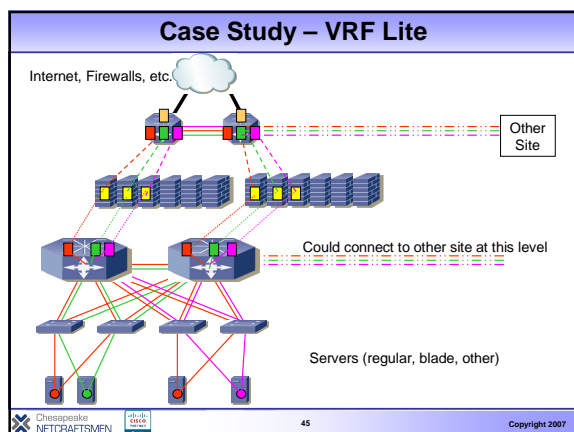 Case Study – VRF Lite
Internet, Firewalls, etc.
Other
Site
Could connect to other site at this level
Servers (regular, blade, other)
Chesapeake
NETCRAFTSMEN
CISCO
45
Copyright 2007